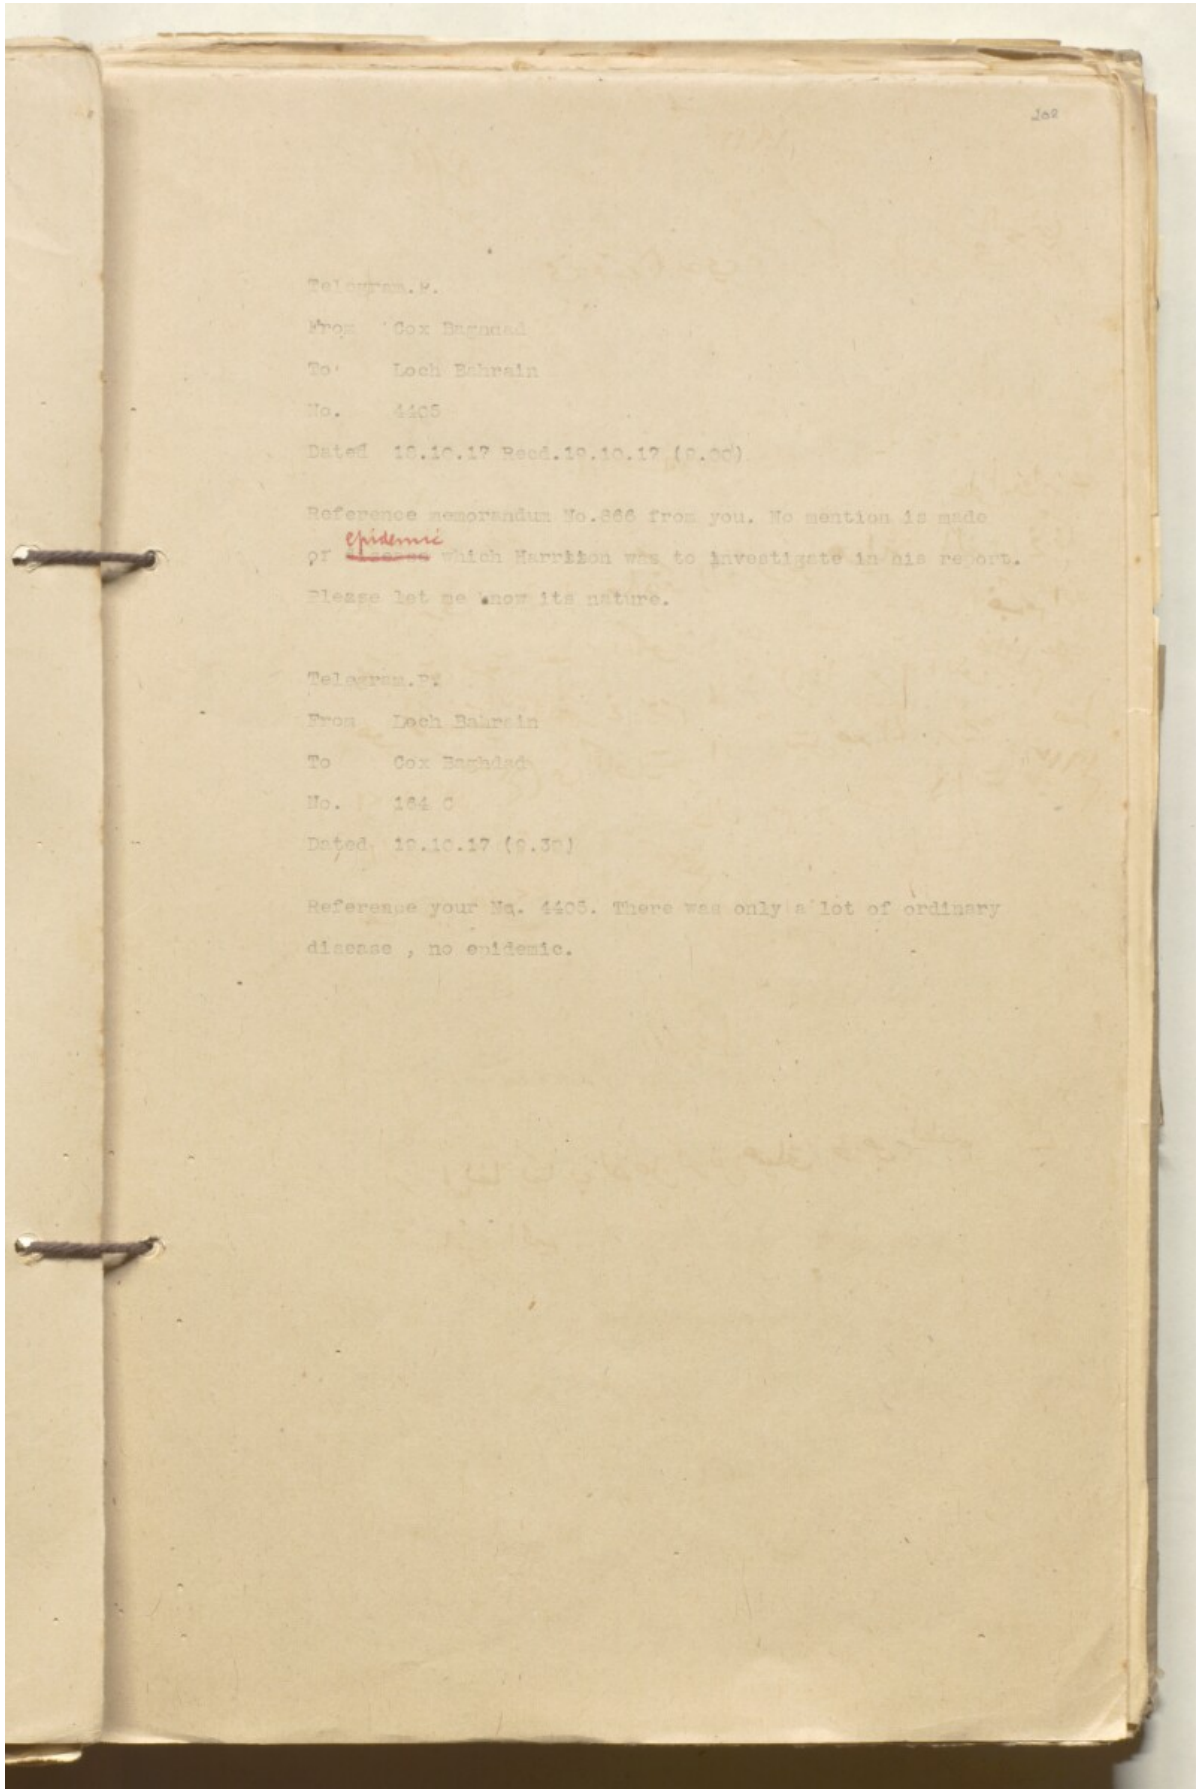 202
Telegram.P.
From Cox Baghdad
To Loch Bahrain
No. 4405
Dated 18.10.17 Recd.19.10.17 (9.00)
Reference memorandum No.866 from you. No mention is made
epidemic
of disease which Harrison was to investigate in his report.
Please let me know its nature.
Telegram.P.
From Loch Bahrain
To Cox Baghdad
No. 164 C
Dated 19.10.17 (9.30)
Reference your No. 4405. There was only a lot of ordinary
disease , no epidemic.